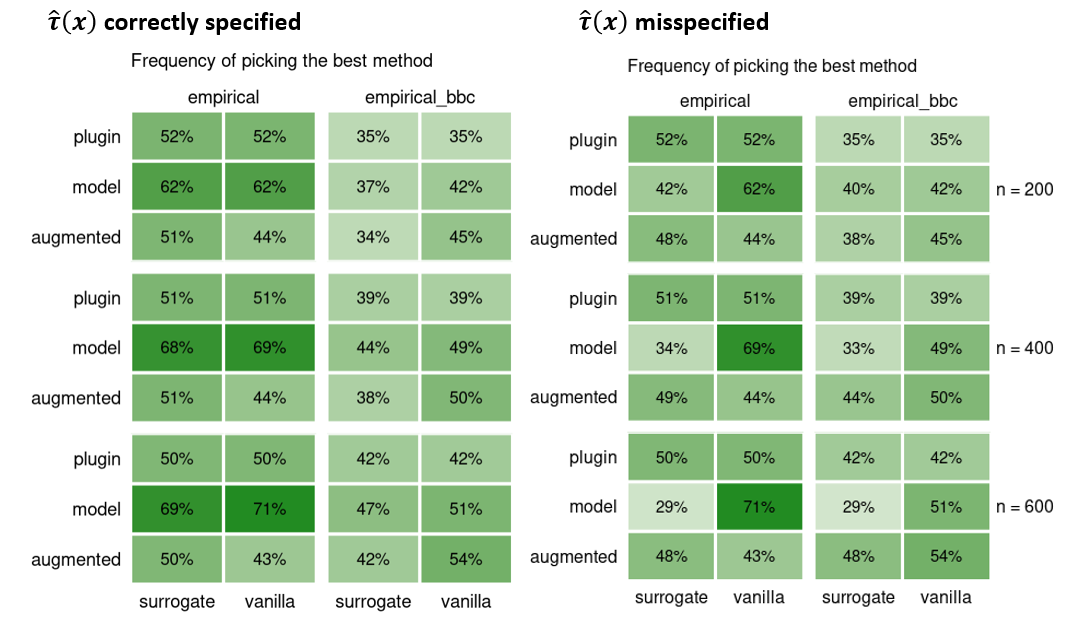 τ̂(x) correctly specified
Frequency of picking the best method
empirical empirical_bbc
plugin 52% 52% 35% 35%
model 62% 62% 37% 42%
augmented 51% 44% 34% 45%
plugin 51% 51% 39% 39%
model 68% 69% 44% 49%
augmented 51% 44% 38% 50%
plugin 50% 50% 42% 42%
model 69% 71% 47% 51%
augmented 50% 43% 42% 54%
surrogate vanilla surrogate vanilla
τ̂(x) misspecified
Frequency of picking the best method
empirical empirical_bbc
plugin 52% 52% 35% 35%
model 42% 62% 40% 42% n = 200
augmented 48% 44% 38% 45%
plugin 51% 51% 39% 39%
model 34% 69% 33% 49% n = 400
augmented 49% 44% 44% 50%
plugin 50% 50% 42% 42%
model 29% 71% 29% 51% n = 600
augmented 48% 43% 48% 54%
surrogate vanilla surrogate vanilla